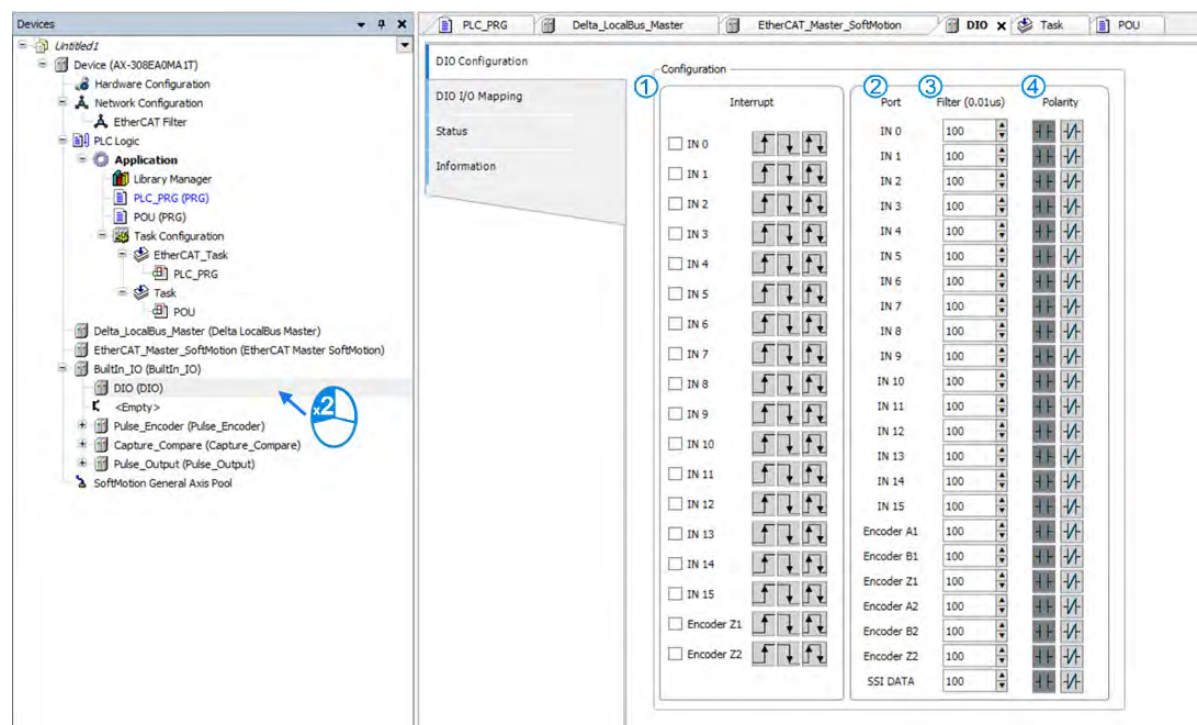 Devices
Untitled1
Device (AX-308EA0MA1T)
Hardware Configuration
Network Configuration
EtherCAT Filter
PLC Logic
Application
Library Manager
PLC_PRG (PRG)
POU (PRG)
Task Configuration
EtherCAT_Task
PLC_PRG
Task
POU
Delta_LocalBus_Master (Delta LocalBus Master)
EtherCAT_Master_SoftMotion (EtherCAT Master SoftMotion)
BuiltIn_IO (BuiltIn_IO)
DIO (DIO)
<Empty>
Pulse_Encoder (Pulse_Encoder)
Capture_Compare (Capture_Compare)
Pulse_Output (Pulse_Output)
SoftMotion General Axis Pool
x2
PLC_PRG Delta_LocalBus_Master EtherCAT_Master_SoftMotion DIO Task POU
DIO Configuration
DIO I/O Mapping
Status
Information
Configuration
1
Interrupt
IN 0
IN 1
IN 2
IN 3
IN 4
IN 5
IN 6
IN 7
IN 8
IN 9
IN 10
IN 11
IN 12
IN 13
IN 14
IN 15
Encoder Z1
Encoder Z2
2 3 4
Port Filter (0.01us) Polarity
IN 0 100
IN 1 100
IN 2 100
IN 3 100
IN 4 100
IN 5 100
IN 6 100
IN 7 100
IN 8 100
IN 9 100
IN 10 100
IN 11 100
IN 12 100
IN 13 100
IN 14 100
IN 15 100
Encoder A1 100
Encoder B1 100
Encoder Z1 100
Encoder A2 100
Encoder B2 100
Encoder Z2 100
SSI DATA 100